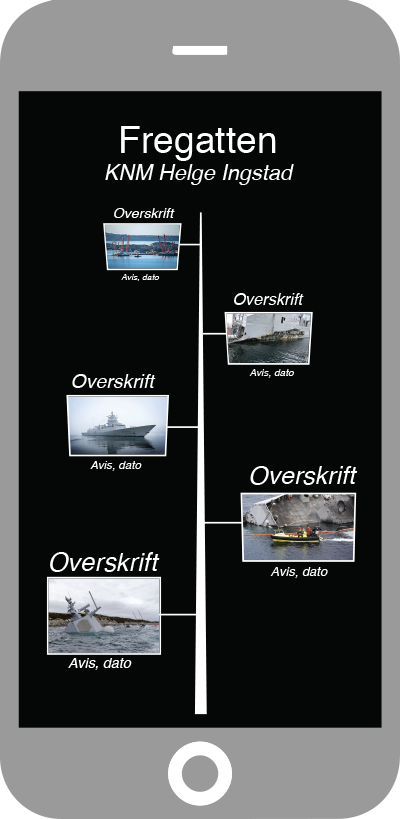 Fregatten
KNM Helge Ingstad
Overskrift
Avis, dato
Overskrift
Avis, dato
Overskrift
Avis, dato
Overskrift
Avis, dato
Overskrift
Avis, dato